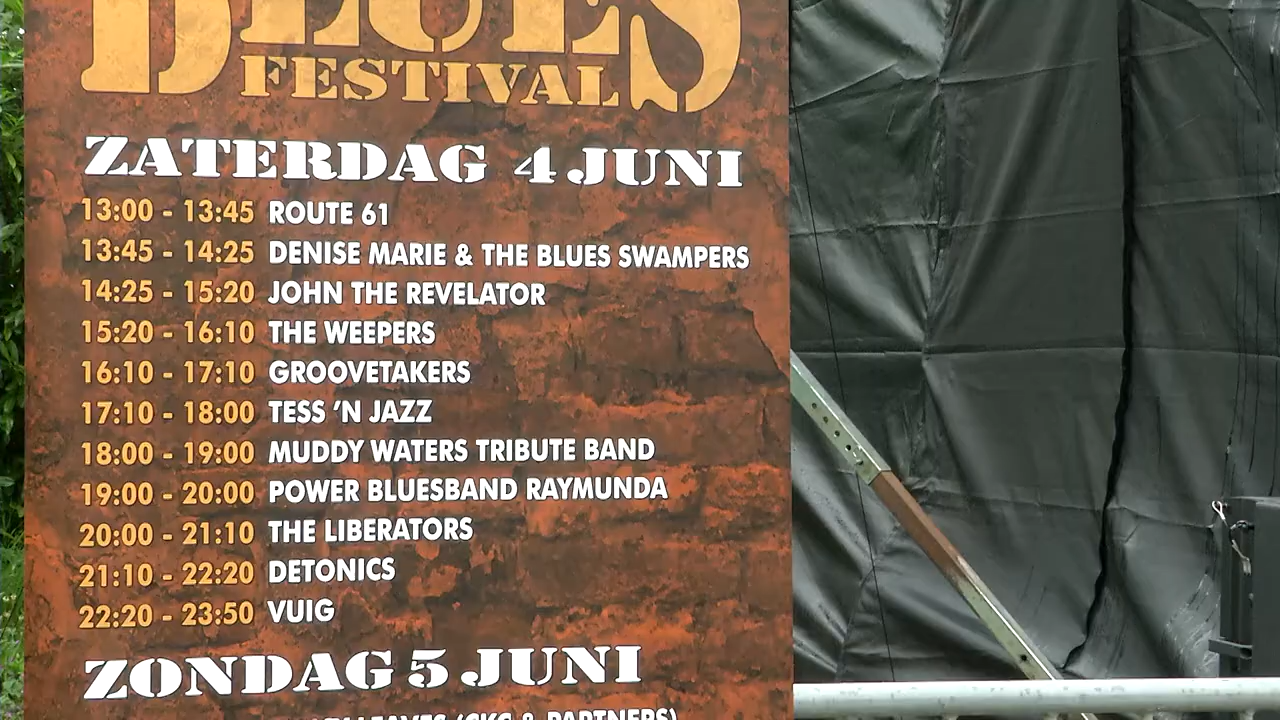 BLUES
FESTIVAL
ZATERDAG 4 JUNI
13:00 - 13:45 ROUTE 61
13:45 - 14:25 DENISE MARIE & THE BLUES SWAMPERS
14:25 - 15:20 JOHN THE REVELATOR
15:20 - 16:10 THE WEEPERS
16:10 - 17:10 GROOVETAKERS
17:10 - 18:00 TESS 'N JAZZ
18:00 - 19:00 MUDDY WATERS TRIBUTE BAND
19:00 - 20:00 POWER BLUESBAND RAYMUNDA
20:00 - 21:10 THE LIBERATORS
21:10 - 22:20 DETONICS
22:20 - 23:50 VUIG
ZONDAG 5 JUNI
LEAVES (CKC & PARTNERS)